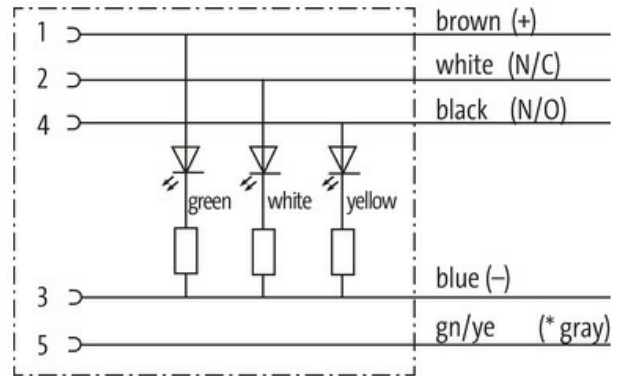 1 brown (+)
2 white (N/C)
4 black (N/O)
green white yellow
3 blue (–)
5 gn/ye (* gray)